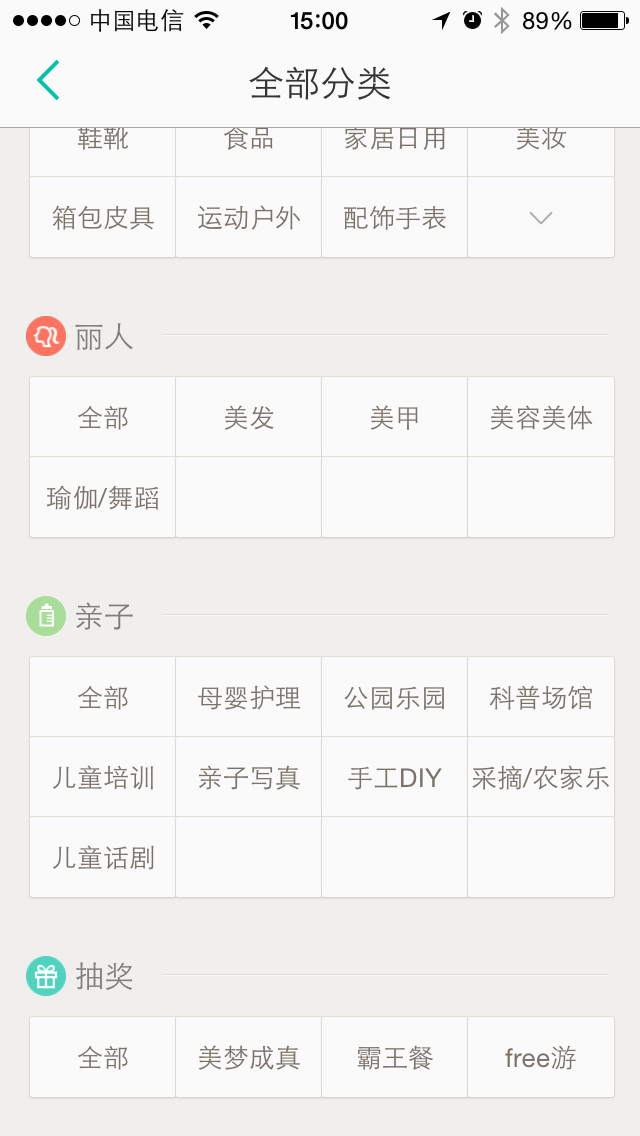 中国电信 15:00 89%
全部分类
鞋靴 食品 家居日用 美妆
箱包皮具 运动户外 配饰手表
丽人
全部 美发 美甲 美容美体
瑜伽/舞蹈
亲子
全部 母婴护理 公园乐园 科普场馆
儿童培训 亲子写真 手工DIY 采摘/农家乐
儿童话剧
抽奖
全部 美梦成真 霸王餐 free游